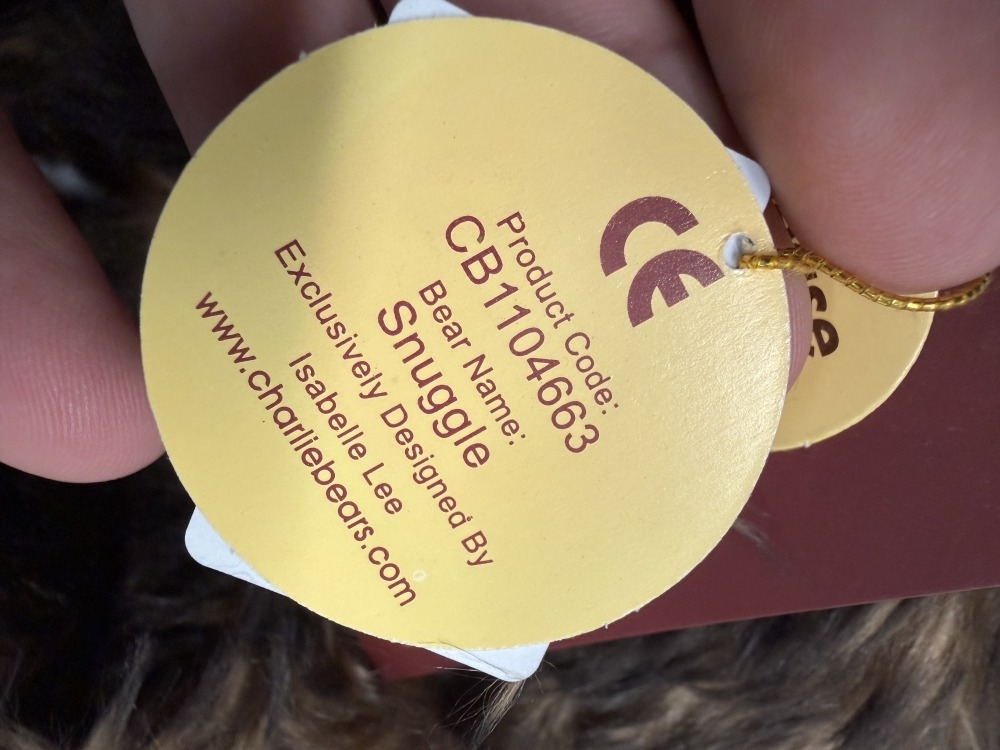 CE
Product Code:
CB1104663
Bear Name:
Snuggle
Exclusively Designed By
Isabelle Lee
www.charliebears.com